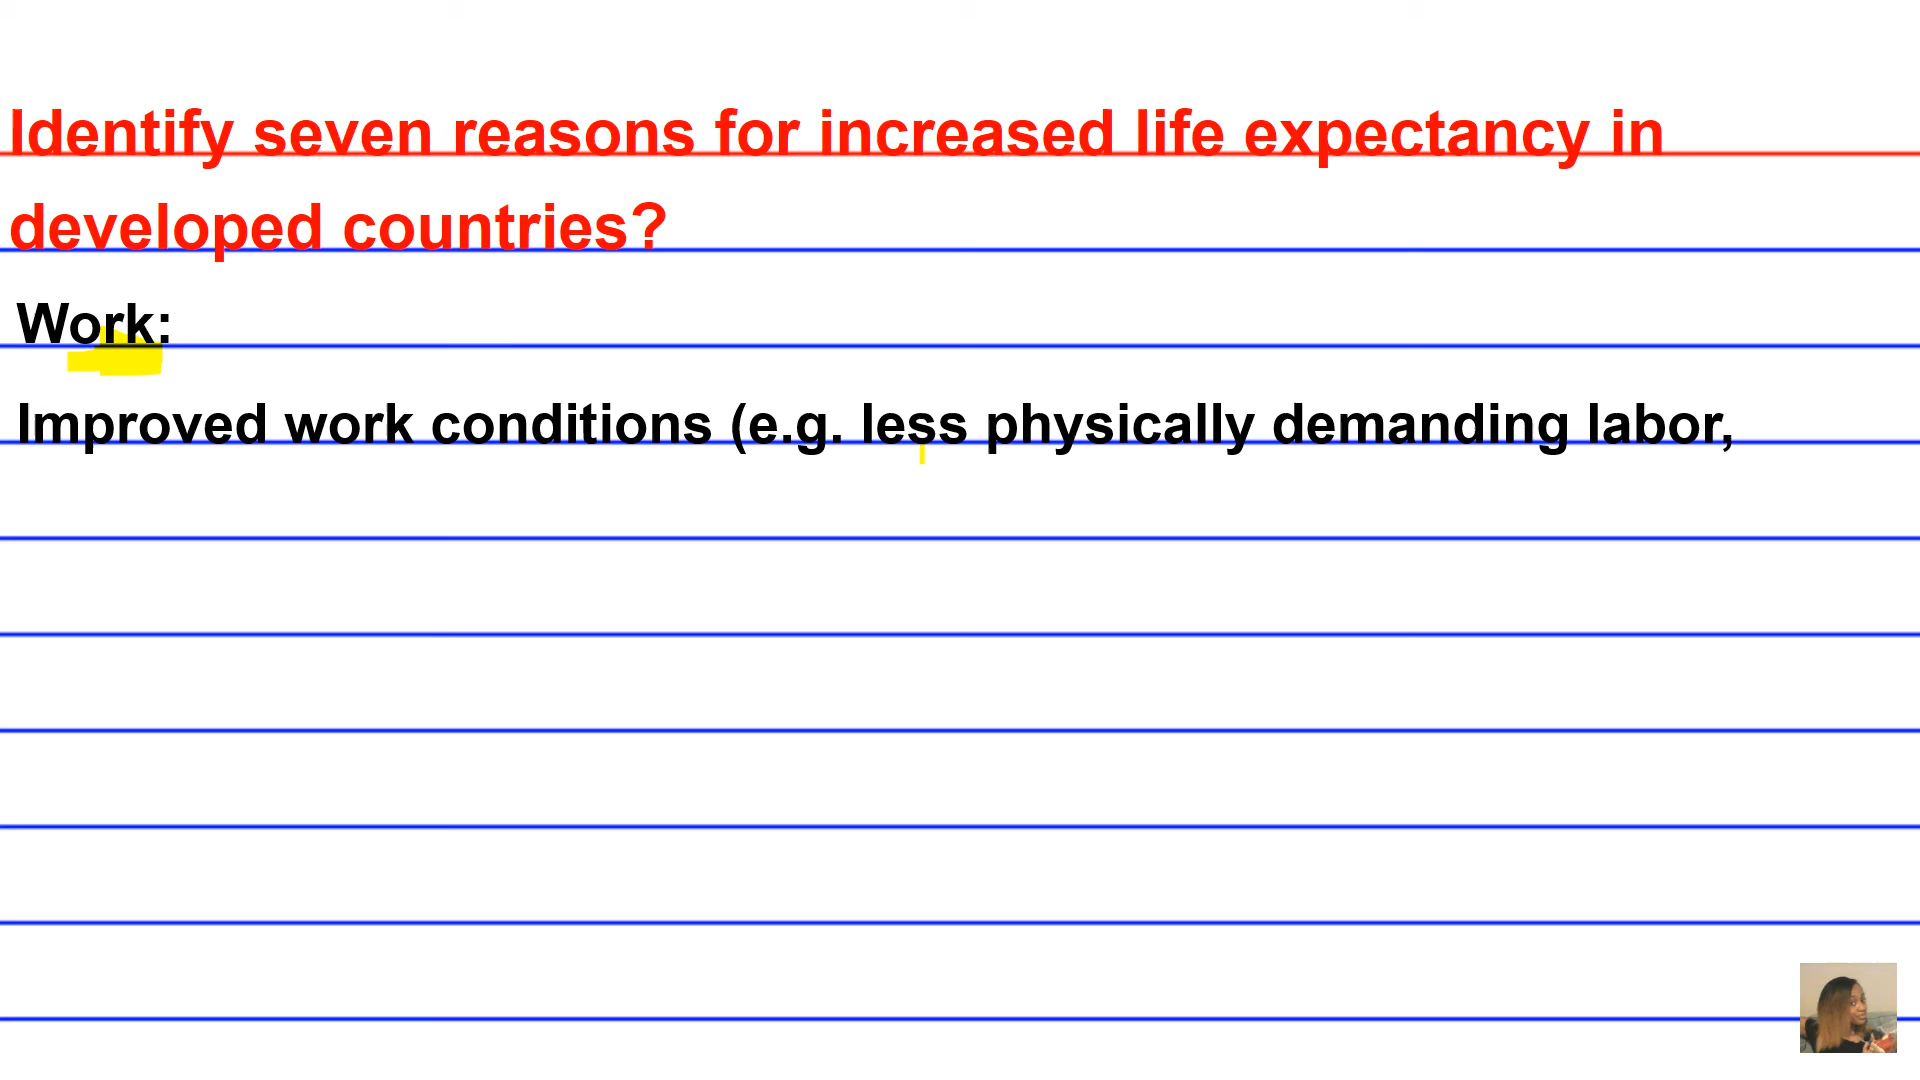 Identify seven reasons for increased life expectancy in
developed countries?
Work:
Improved work conditions (e.g. less physically demanding labor,